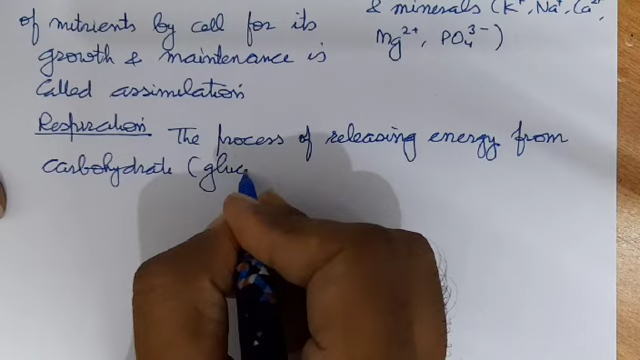 of nutrients by cell for its
growth & maintenance is
called assimilation
& minerals (K⁺, Na⁺, Ca²⁺,
Mg²⁺, PO₄³⁻)
Respiration The process of releasing energy from
carbohydrate (gluc